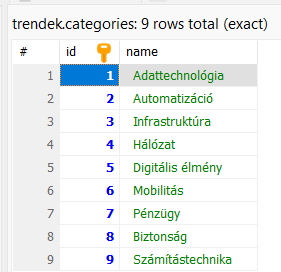 trendek.categories: 9 rows total (exact)
# id name
1 1 Adattechnológia
2 2 Automatizáció
3 3 Infrastruktúra
4 4 Hálózat
5 5 Digitális élmény
6 6 Mobilitás
7 7 Pénzügy
8 8 Biztonság
9 9 Számítástechnika